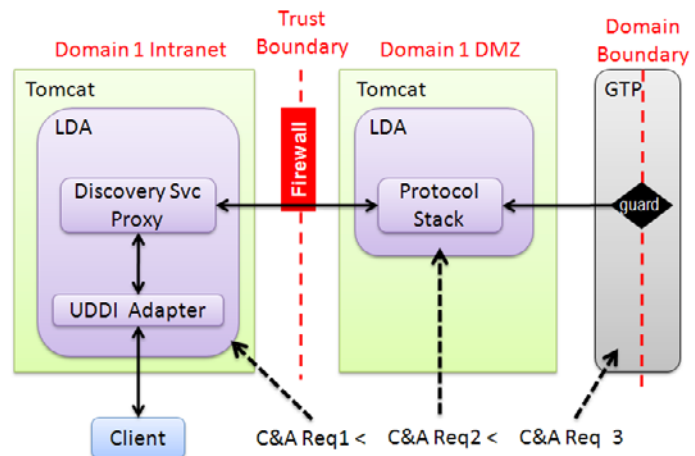 Trust
Domain 1 Intranet
Boundary
Domain 1 DMZ
Domain
Boundary
Tomcat
Tomcat
GTP
LDA
LDA
Firewall
Discovery Svc
Proxy
Protocol
Stack
guard
UDDI Adapter
Client
C&A Req1 <
C&A Req2 <
C&A Req 3